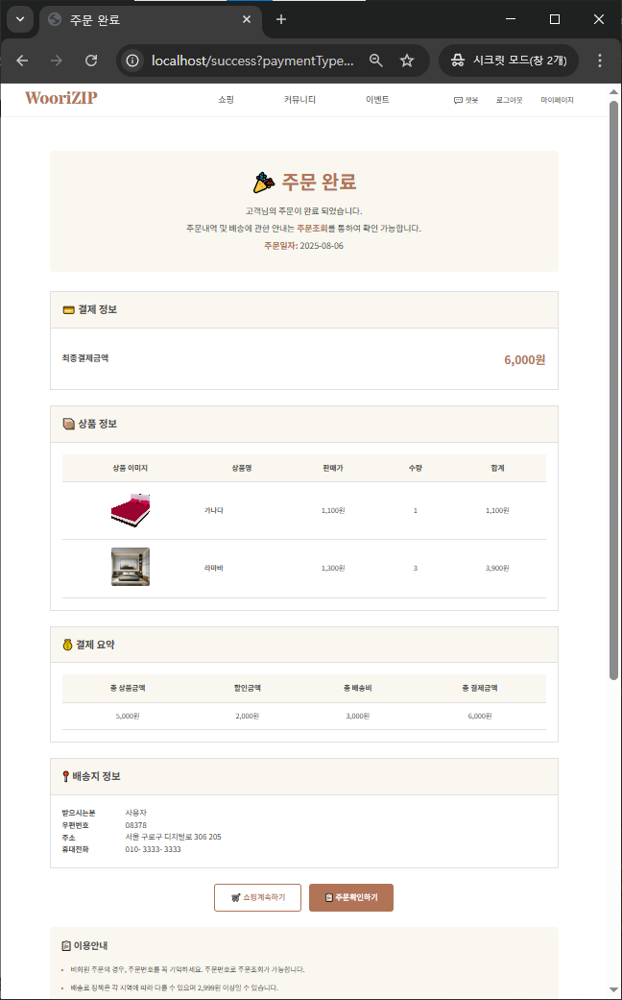 주문 완료
localhost/success?paymentType...
시크릿 모드(창 2개)
WooriZIP
쇼핑
커뮤니티
이벤트
챗봇
로그아웃
마이페이지
주문 완료
고객님의 주문이 완료 되었습니다.
주문내역 및 배송에 관한 안내는 주문조회를 통하여 확인 가능합니다.
주문일자: 2025-08-06
결제 정보
최종결제금액
6,000원
상품 정보
상품 이미지 상품명 판매가 수량 합계
가나다 1,100원 1 1,100원
라마바 1,300원 3 3,900원
결제 요약
총 상품금액 할인금액 총 배송비 총 결제금액
5,000원 2,000원 3,000원 6,000원
배송지 정보
받으시는분 사용자
우편번호 08378
주소 서울 구로구 디지털로 306 205
휴대전화 010- 3333- 3333
쇼핑계속하기
주문확인하기
이용안내
비회원 주문의 경우, 주문번호를 꼭 기억하세요. 주문번호로 주문조회가 가능합니다.
배송료 정책은 각 지역에 따라 다를 수 있으며 2,999원 이상일 수 있습니다.